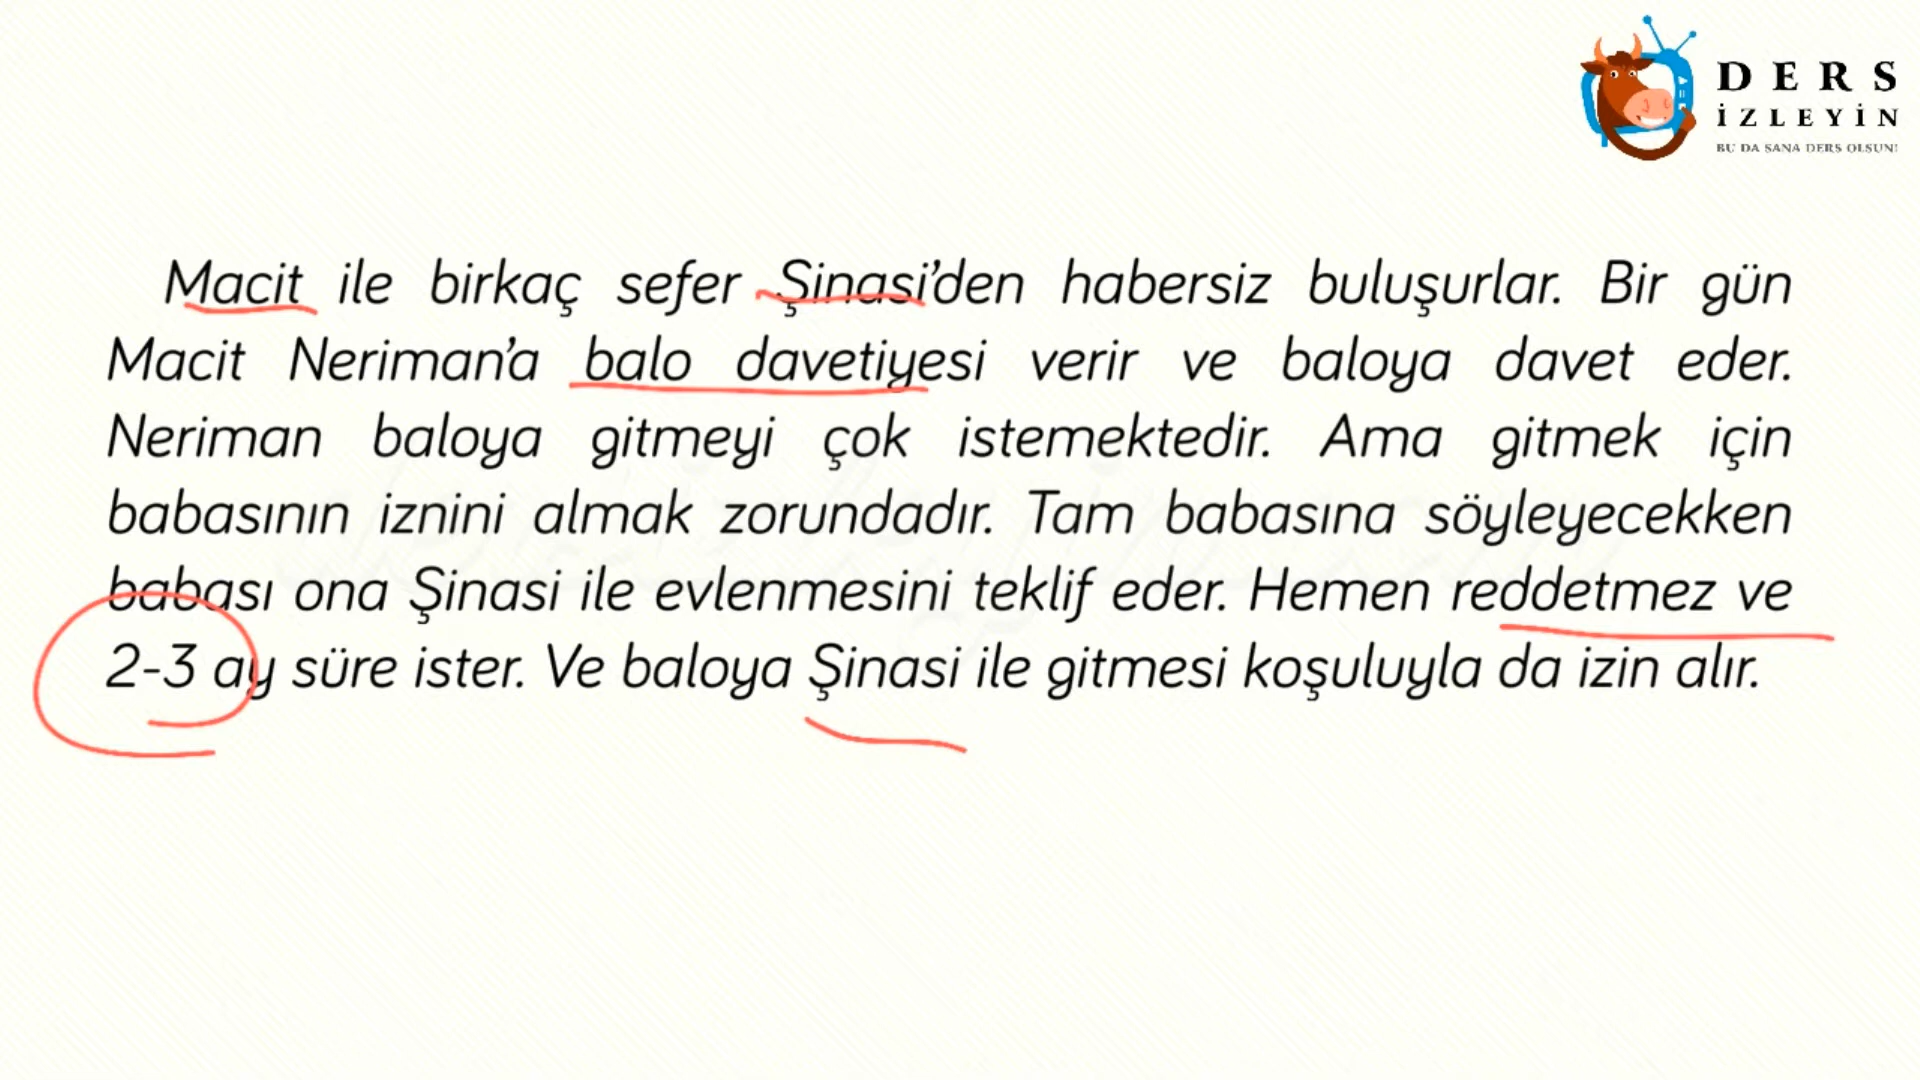 DERS
İZLEYİN
BU DA SANA DERS OLSUN!
Macit ile birkaç sefer Şinasi’den habersiz buluşurlar. Bir gün
Macit Neriman’a balo davetiyesi verir ve baloya davet eder.
Neriman baloya gitmeyi çok istemektedir. Ama gitmek için
babasının iznini almak zorundadır. Tam babasına söyleyecekken
babası ona Şinasi ile evlenmesini teklif eder. Hemen reddetmez ve
2-3 ay süre ister. Ve baloya Şinasi ile gitmesi koşuluyla da izin alır.